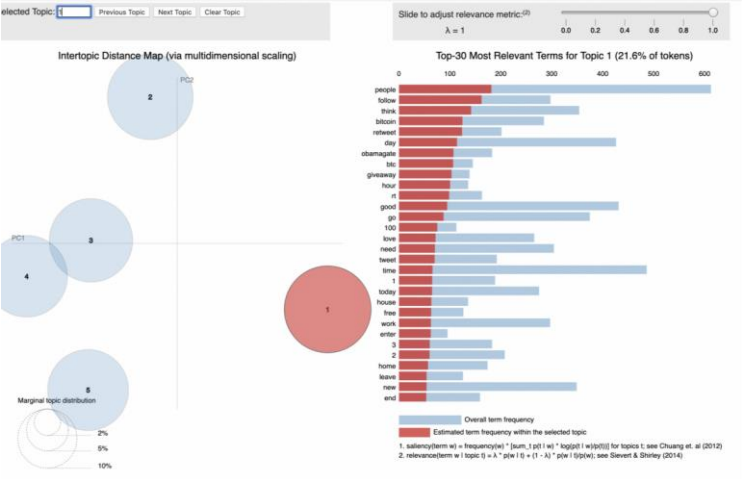 elected Topic: 1 Previous Topic Next Topic Clear Topic
Slide to adjust relevance metric:(2)
λ = 1
0.0 0.2 0.4 0.6 0.8 1.0
Intertopic Distance Map (via multidimensional scaling)
PC2
PC1
2
3
4
1
5
Marginal topic distribution
2%
5%
10%
Top-30 Most Relevant Terms for Topic 1 (21.6% of tokens)
0 100 200 300 400 500 600
people
follow
think
bitcoin
retweet
day
obamagate
btc
giveaway
hour
rt
good
go
100
love
need
tweet
time
1
today
house
free
work
enter
3
2
home
leave
new
end
Overall term frequency
Estimated term frequency within the selected topic
1. saliency(term w) = frequency(w) * [sum_t p(t | w) * log(p(t | w)/p(t))] for topics t; see Chuang et. al (2012)
2. relevance(term w | topic t) = λ * p(w | t) + (1 - λ) * p(w | t)/p(w); see Sievert & Shirley (2014)